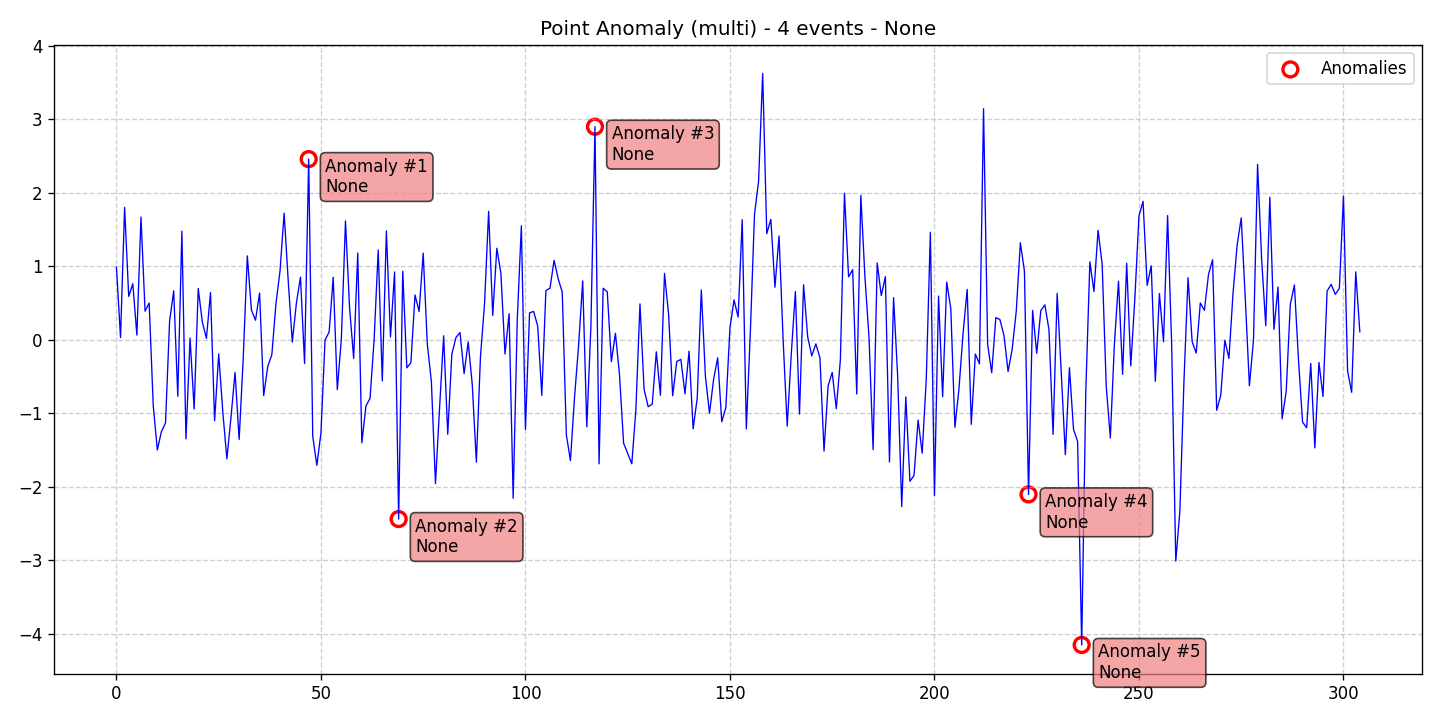 Point Anomaly (multi) - 4 events - None
4
Anomalies
3
Anomaly #3
None
Anomaly #1
None
2
1
0
−1
−2
Anomaly #4
None
Anomaly #2
None
−3
−4
Anomaly #5
None
0
50
100
150
200
250
300